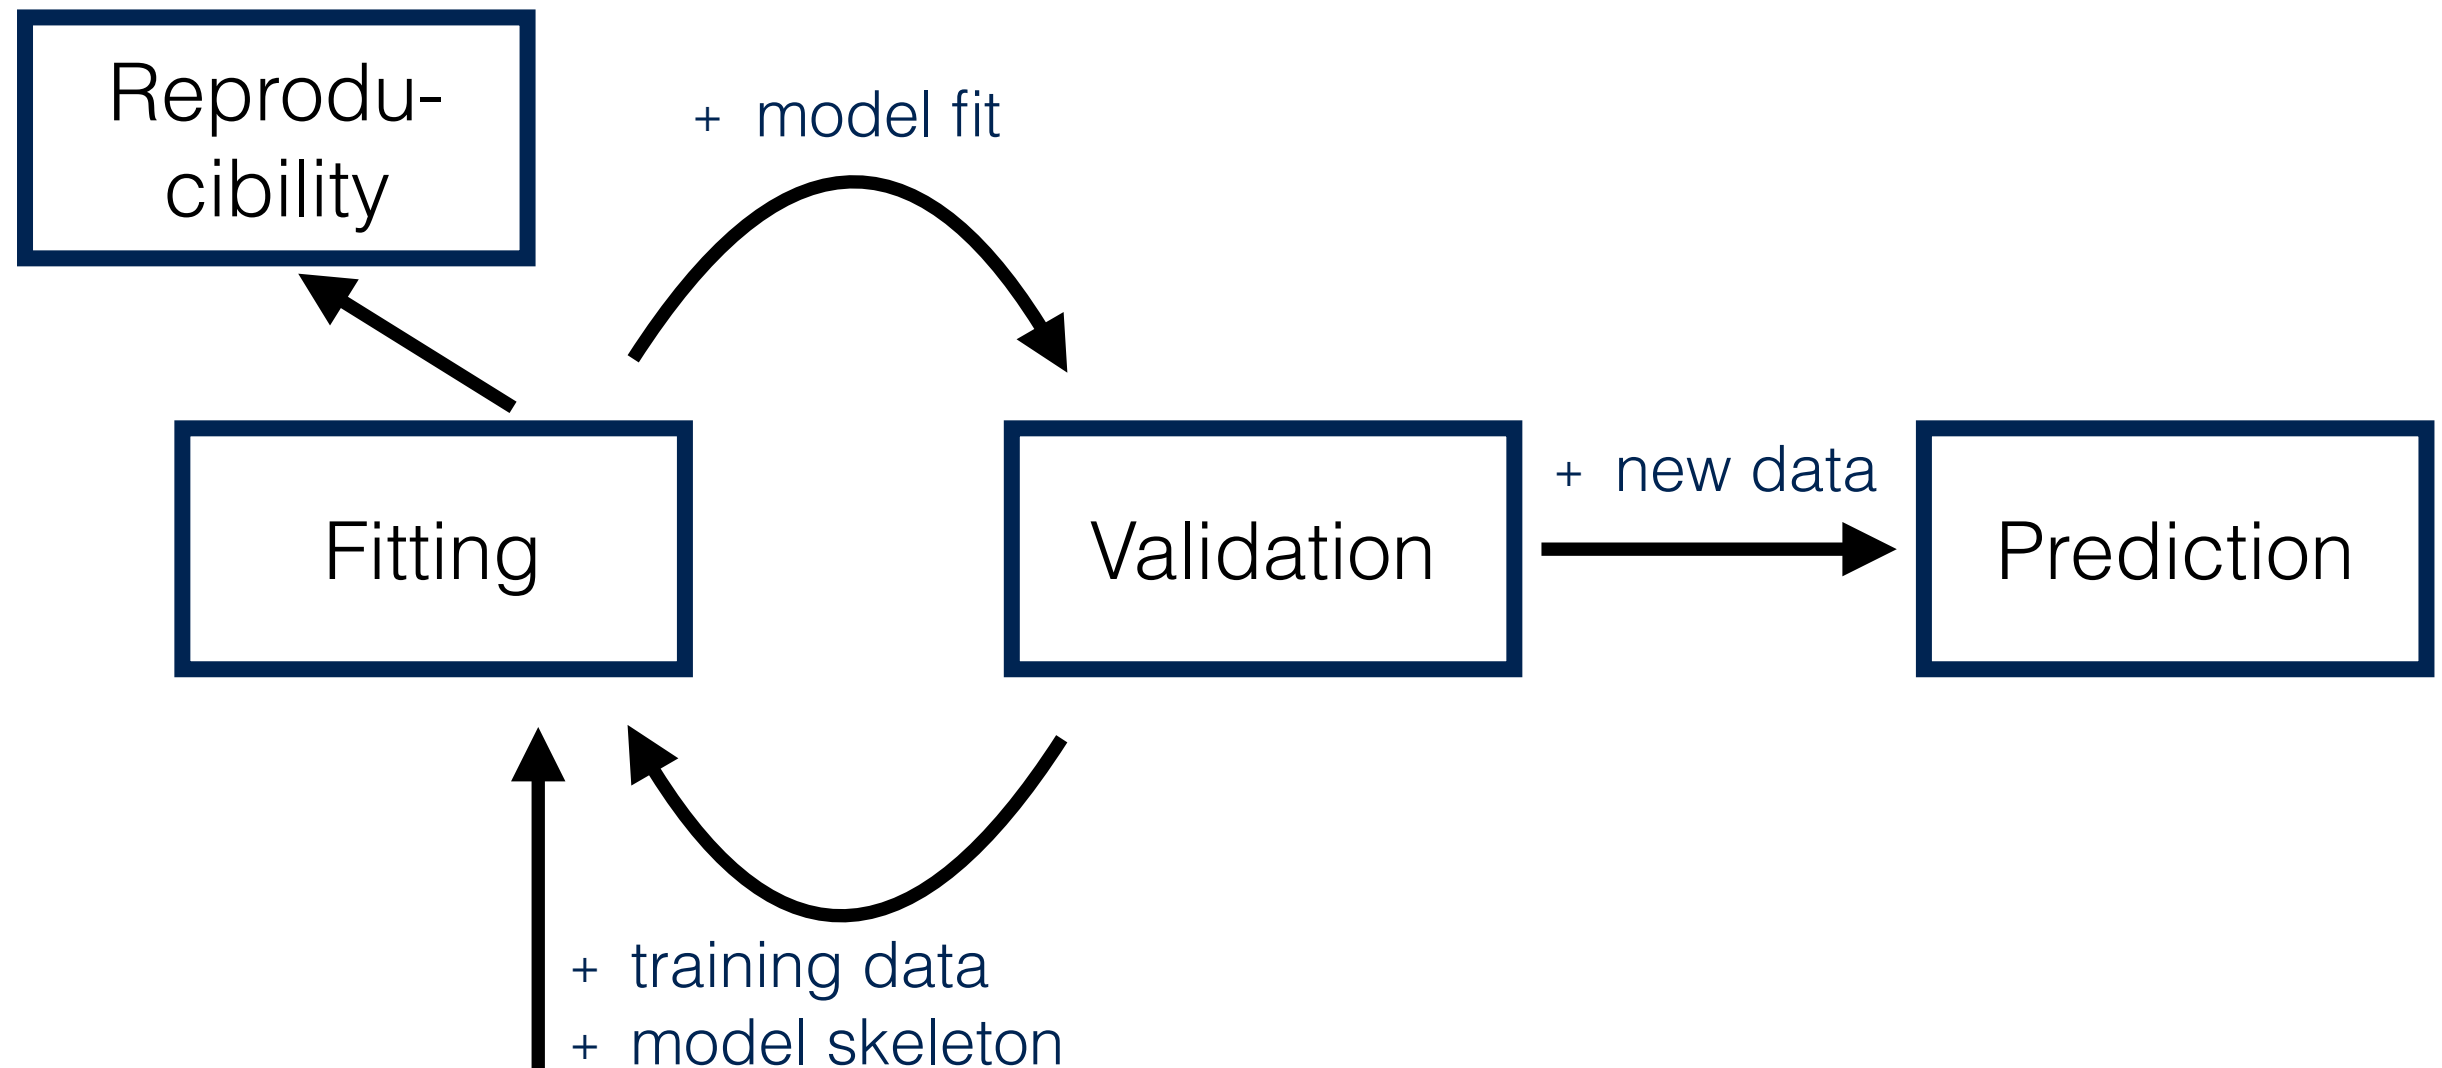 Reprodu-
cibility
+ model fit
Fitting
Validation
+ new data
Prediction
+ training data
+ model skeleton